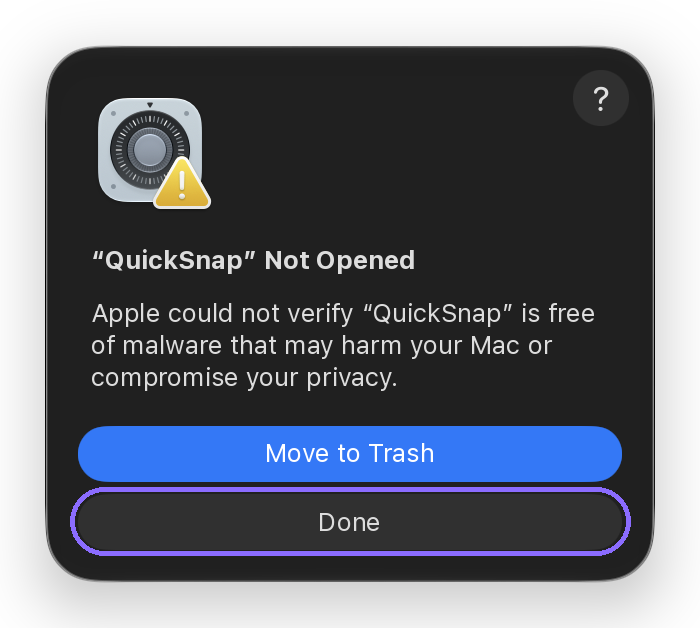 ?
“QuickSnap” Not Opened
Apple could not verify “QuickSnap” is free
of malware that may harm your Mac or
compromise your privacy.
Move to Trash
Done